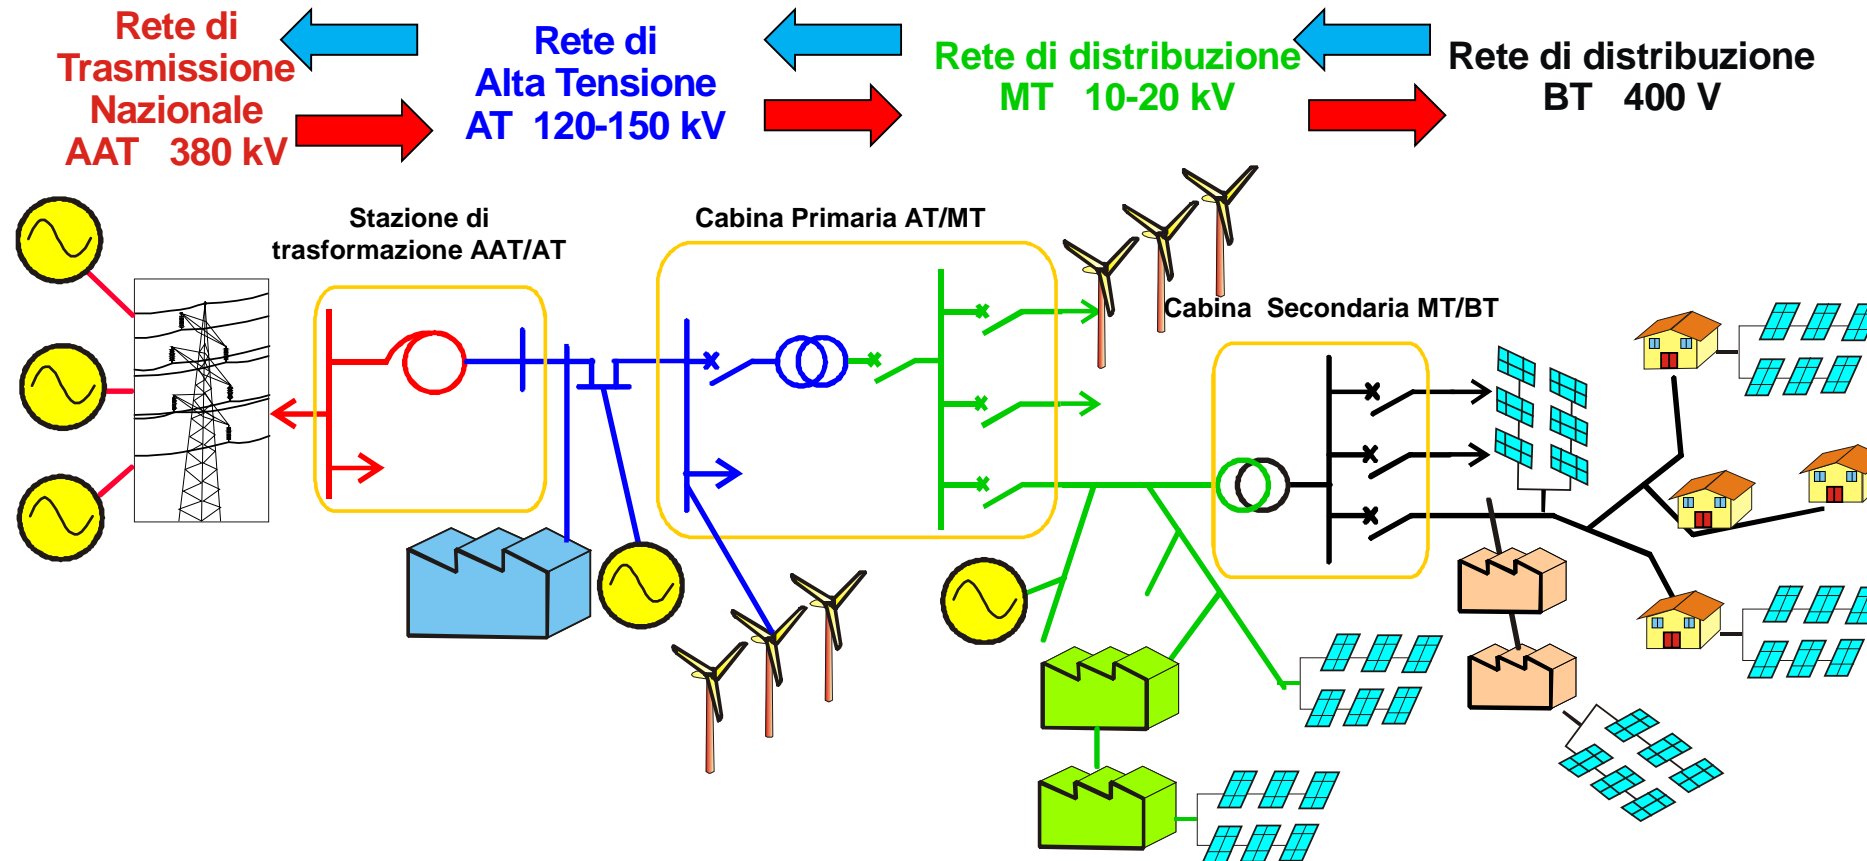 Rete di
Trasmissione
Nazionale
AAT 380 kV
Rete di
Alta Tensione
AT 120-150 kV
Rete di distribuzione
MT 10-20 kV
Rete di distribuzione
BT 400 V
Stazione di
trasformazione AAT/AT
Cabina Primaria AT/MT
Cabina Secondaria MT/BT